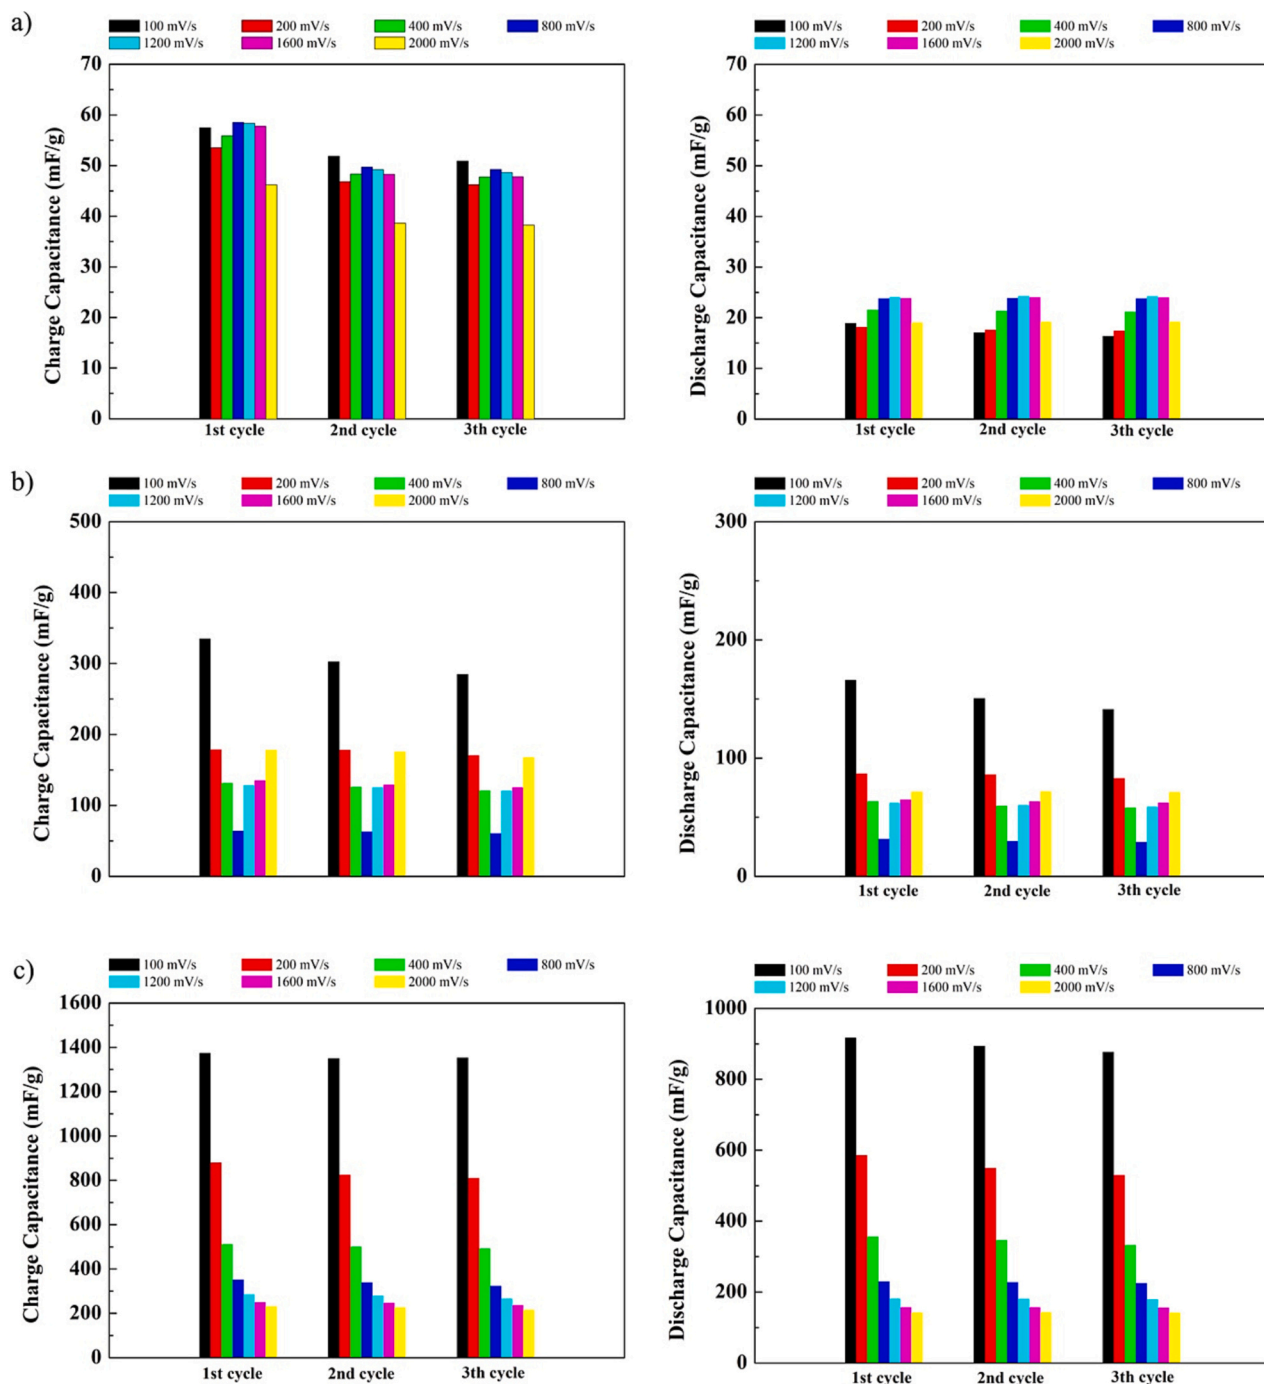 a)
100 mV/s 200 mV/s 400 mV/s 800 mV/s
1200 mV/s 1600 mV/s 2000 mV/s
Charge Capacitance (mF/g)
70
60
50
40
30
20
10
0
1st cycle 2nd cycle 3th cycle
100 mV/s 200 mV/s 400 mV/s 800 mV/s
1200 mV/s 1600 mV/s 2000 mV/s
Discharge Capacitance (mF/g)
70
60
50
40
30
20
10
0
1st cycle 2nd cycle 3th cycle
b)
100 mV/s 200 mV/s 400 mV/s 800 mV/s
1200 mV/s 1600 mV/s 2000 mV/s
Charge Capacitance (mF/g)
500
400
300
200
100
0
100 mV/s 200 mV/s 400 mV/s 800 mV/s
1200 mV/s 1600 mV/s 2000 mV/s
Discharge Capacitance (mF/g)
300
200
100
0
1st cycle 2nd cycle 3th cycle
c)
100 mV/s 200 mV/s 400 mV/s 800 mV/s
1200 mV/s 1600 mV/s 2000 mV/s
Charge Capacitance (mF/g)
1600
1400
1200
1000
800
600
400
200
0
1st cycle 2nd cycle 3th cycle
100 mV/s 200 mV/s 400 mV/s 800 mV/s
1200 mV/s 1600 mV/s 2000 mV/s
Discharge Capacitance (mF/g)
1000
800
600
400
200
0
1st cycle 2nd cycle 3th cycle